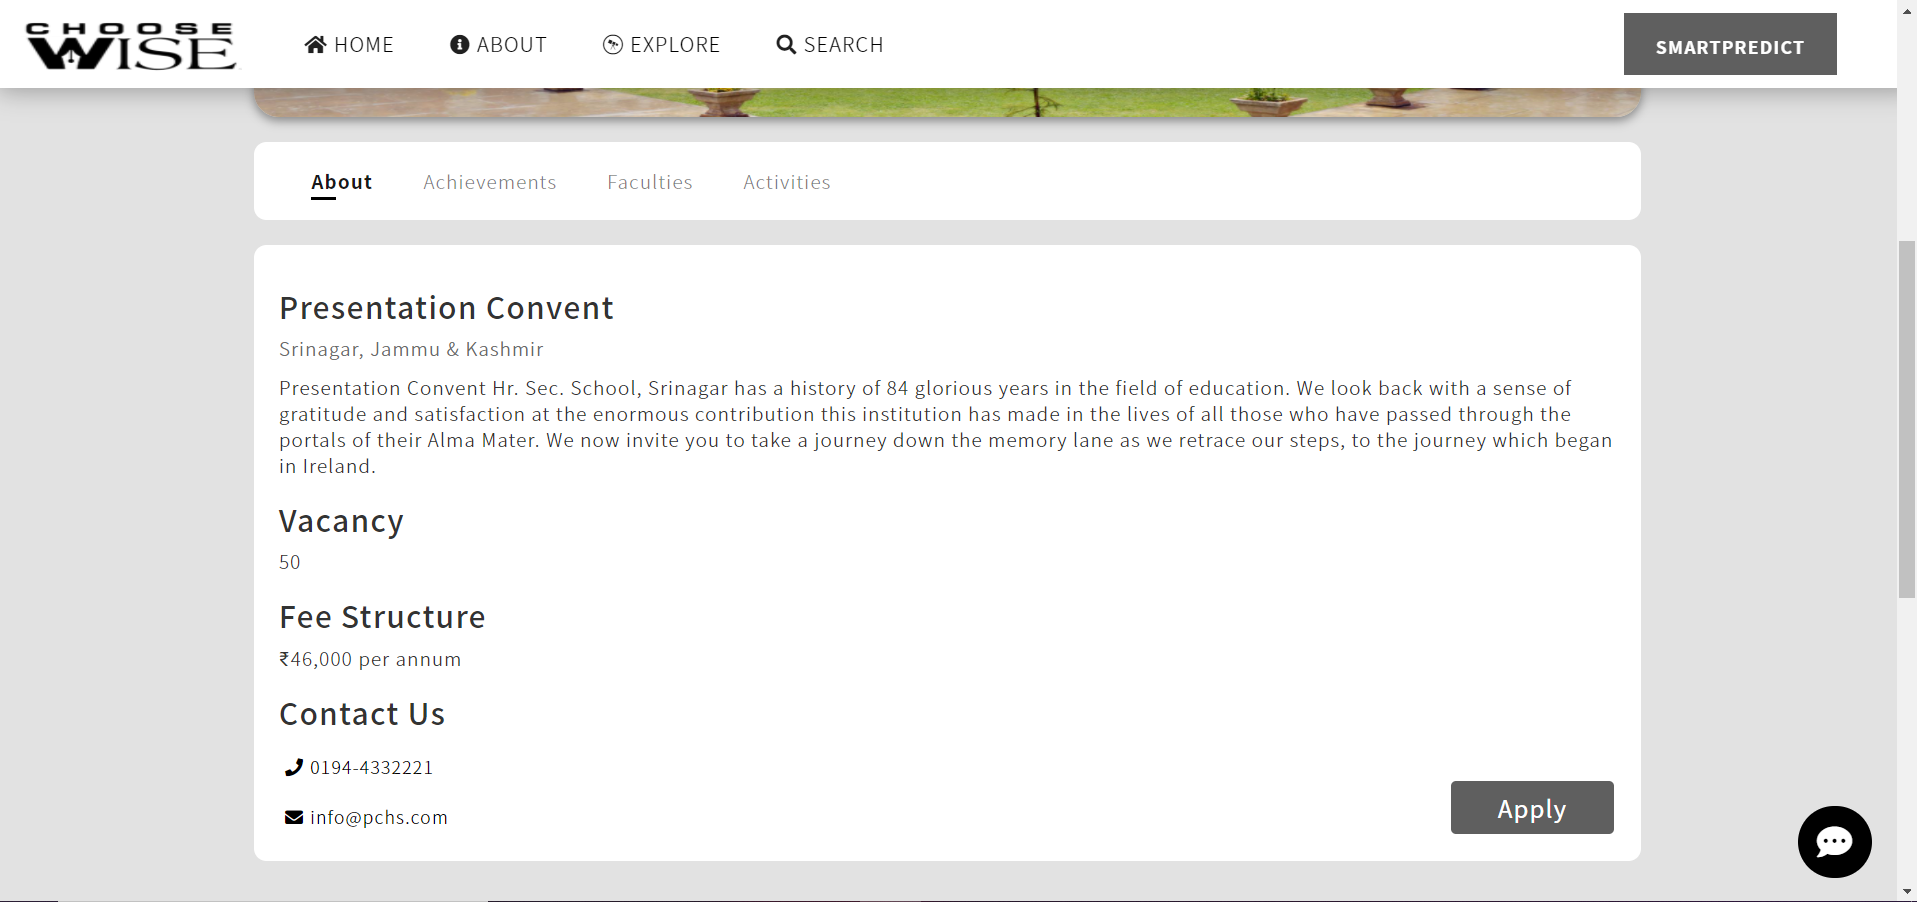 CHOOSE
WISE
HOME
ABOUT
EXPLORE
SEARCH
SMARTPREDICT
About
Achievements
Faculties
Activities
Presentation Convent
Srinagar, Jammu & Kashmir
Presentation Convent Hr. Sec. School, Srinagar has a history of 84 glorious years in the field of education. We look back with a sense of
gratitude and satisfaction at the enormous contribution this institution has made in the lives of all those who have passed through the
portals of their Alma Mater. We now invite you to take a journey down the memory lane as we retrace our steps, to the journey which began
in Ireland.
Vacancy
50
Fee Structure
₹46,000 per annum
Contact Us
0194-4332221
info@pchs.com
Apply